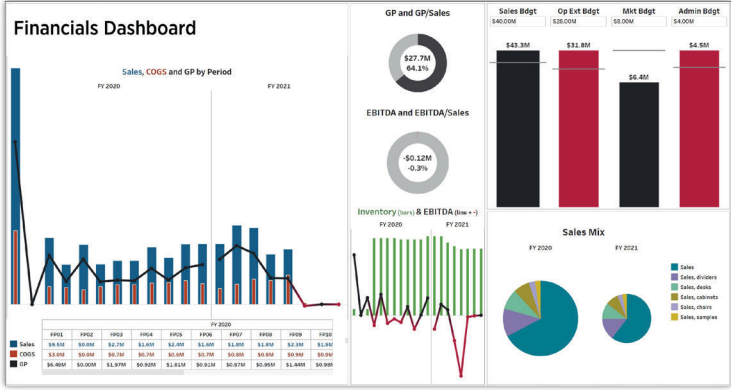 Financials Dashboard
Sales, COGS and GP by Period
FY 2020
FY 2021
FY 2020
FP01 FP02 FP03 FP04 FP05 FP06 FP07 FP08 FP09 FP10
Sales $9.5M $0.0M $2.7M $1.6M $2.4M $1.6M $1.8M $1.8M $2.3M $1.9M
COGS $3.0M $0.0M $0.7M $0.7M $0.6M $0.7M $0.8M $0.8M $0.9M $0.9M
GP $6.49M $0.00M $1.97M $0.92M $1.81M $0.91M $0.97M $0.95M $1.44M $0.98M
GP and GP/Sales
$27.7M
64.1%
EBITDA and EBITDA/Sales
-$0.12M
-0.3%
Inventory (bars) & EBITDA (line + -)
FY 2020
FY 2021
Sales Bdgt Op Ext Bdgt Mkt Bdgt Admin Bdgt
$40.00M $28.00M $8.00M $4.00M
$43.3M $31.8M $6.4M $4.5M
Sales Mix
FY 2020
FY 2021
Sales
Sales, dividers
Sales, desks
Sales, cabinets
Sales, chairs
Sales, samples